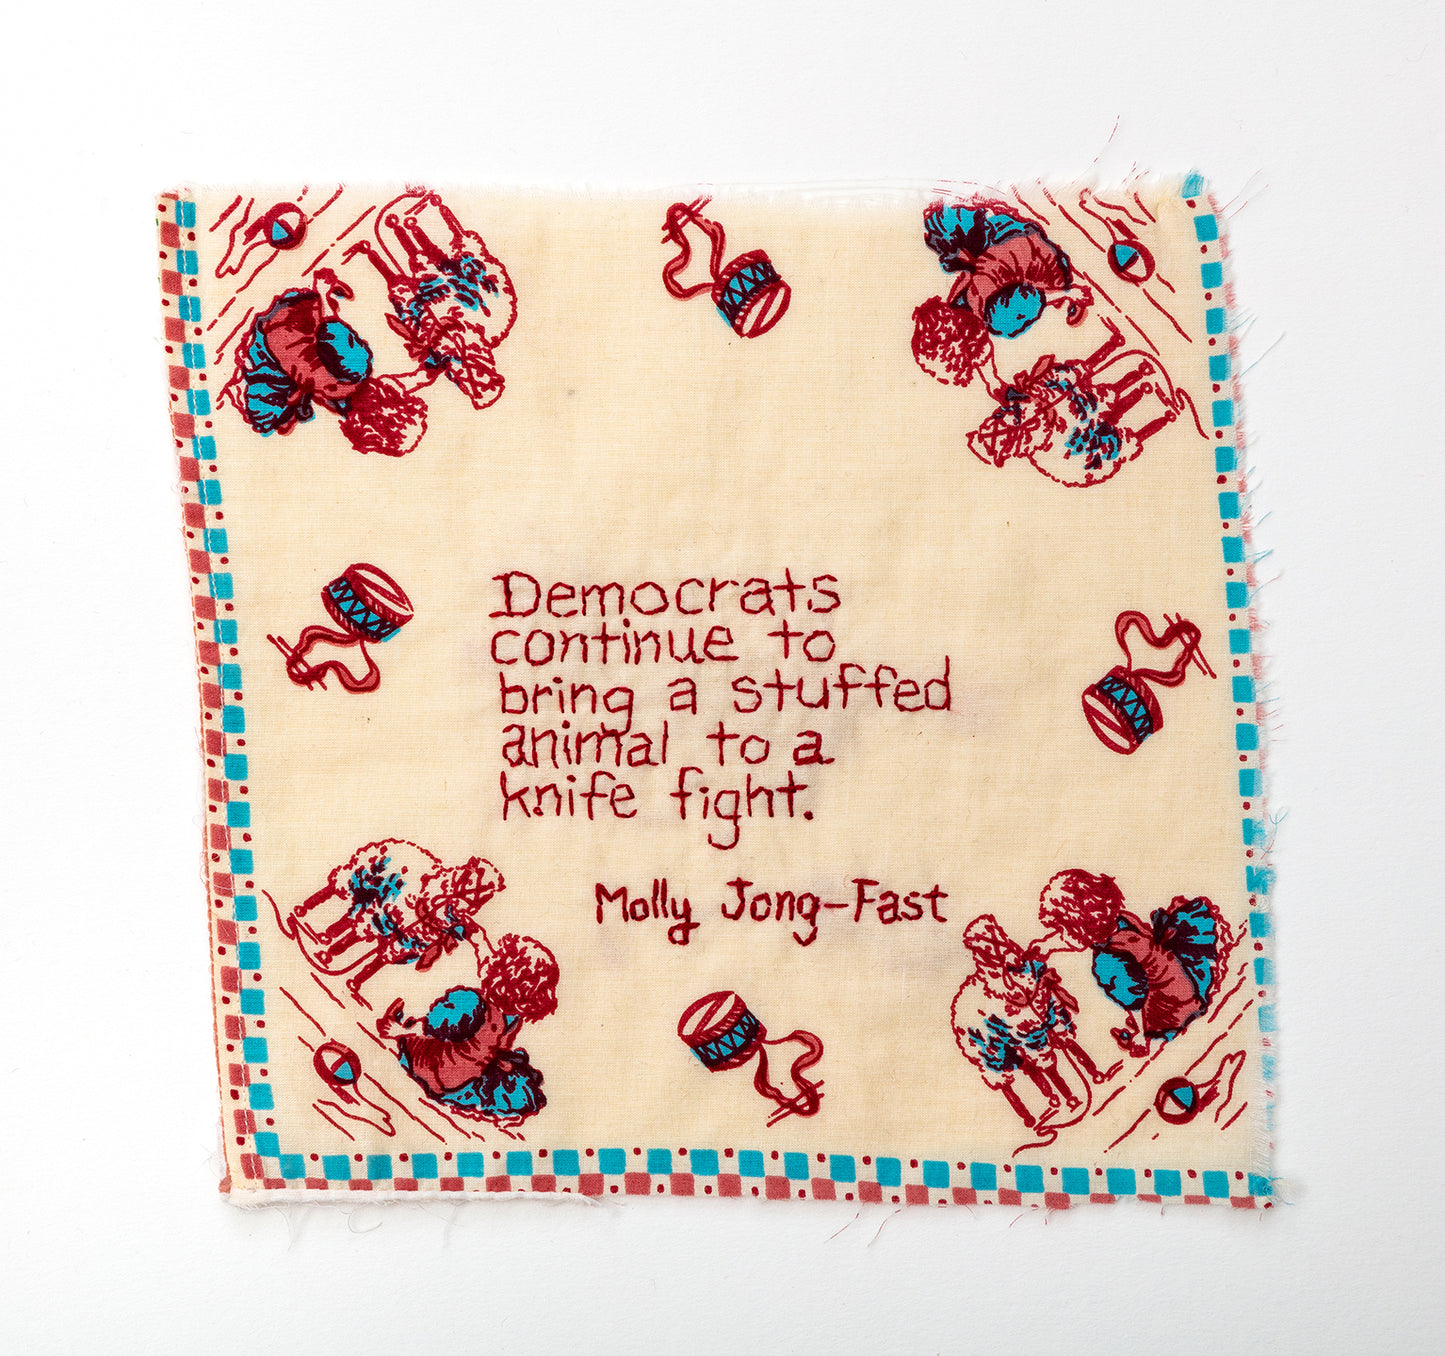 Democrats
continue to
bring a stuffed
animal to a
knife fight.
Molly Jong-Fast